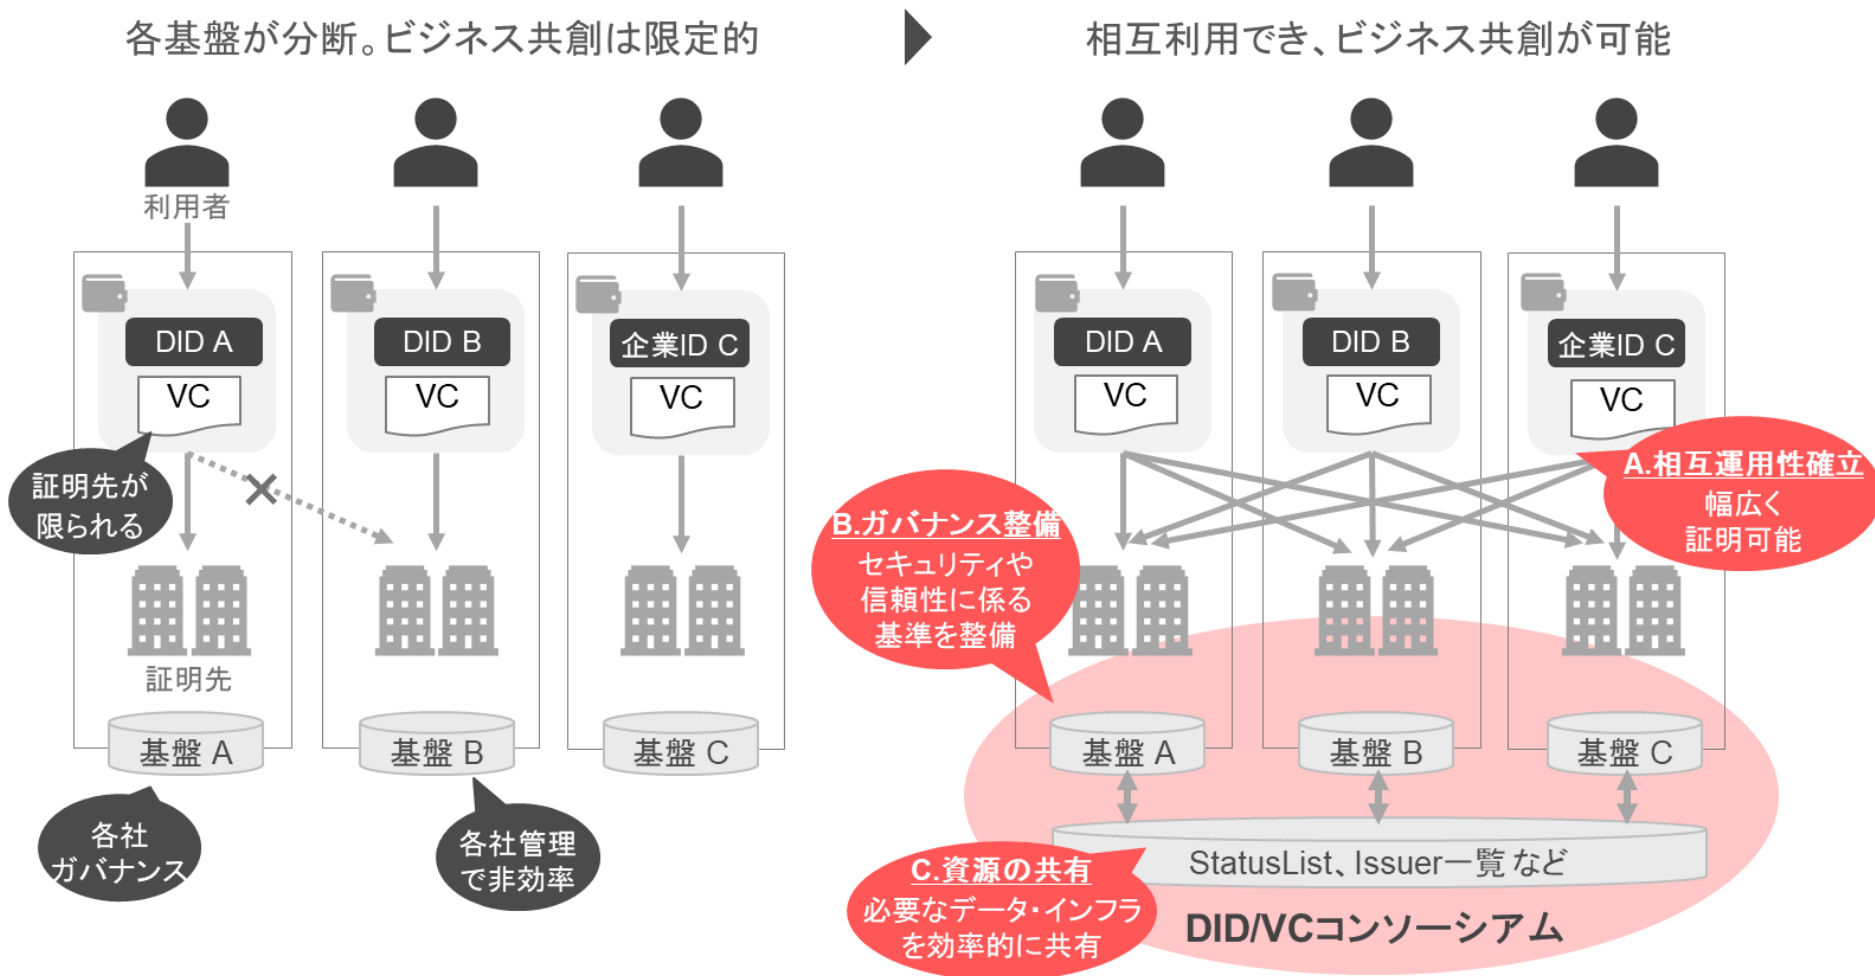 各基盤が分断。ビジネス共創は限定的
利用者
DID A
VC
DID B
VC
企業ID C
VC
証明先が
限られる
証明先
基盤 A
基盤 B
基盤 C
各社
ガバナンス
各社管理
で非効率
相互利用でき、ビジネス共創が可能
DID A
VC
DID B
VC
企業ID C
VC
A.相互運用性確立
幅広く
証明可能
B.ガバナンス整備
セキュリティや
信頼性に係る
基準を整備
基盤 A
基盤 B
基盤 C
StatusList、Issuer一覧 など
C.資源の共有
必要なデータ・インフラ
を効率的に共有
DID/VCコンソーシアム